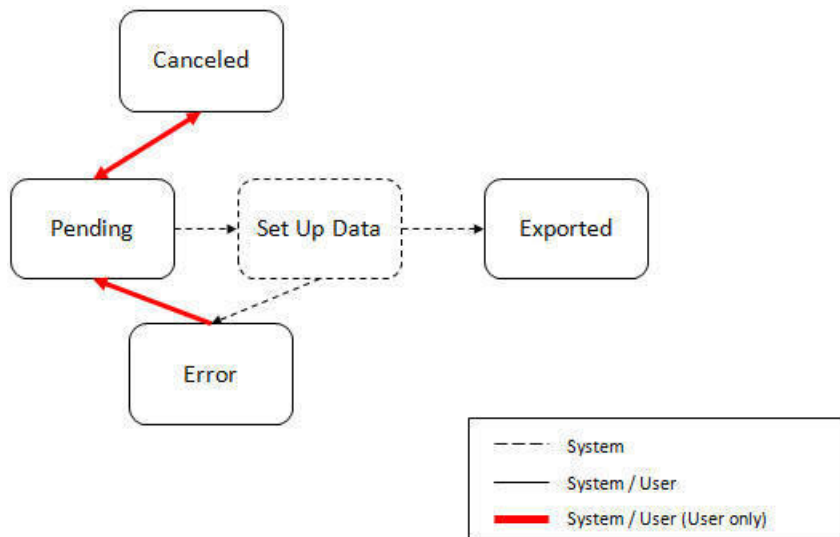 Canceled
Pending
Set Up Data
Exported
Error
System
System / User
System / User (User only)